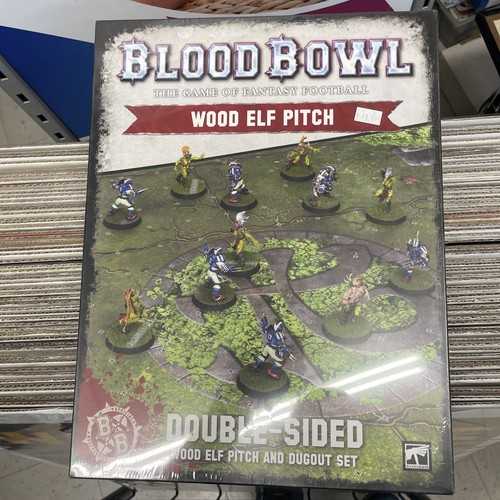 BLOOD BOWL
THE GAME OF FANTASY FOOTBALL
WOOD ELF PITCH
B B
B
DOUBLE-SIDED
WOOD ELF PITCH AND DUGOUT SET